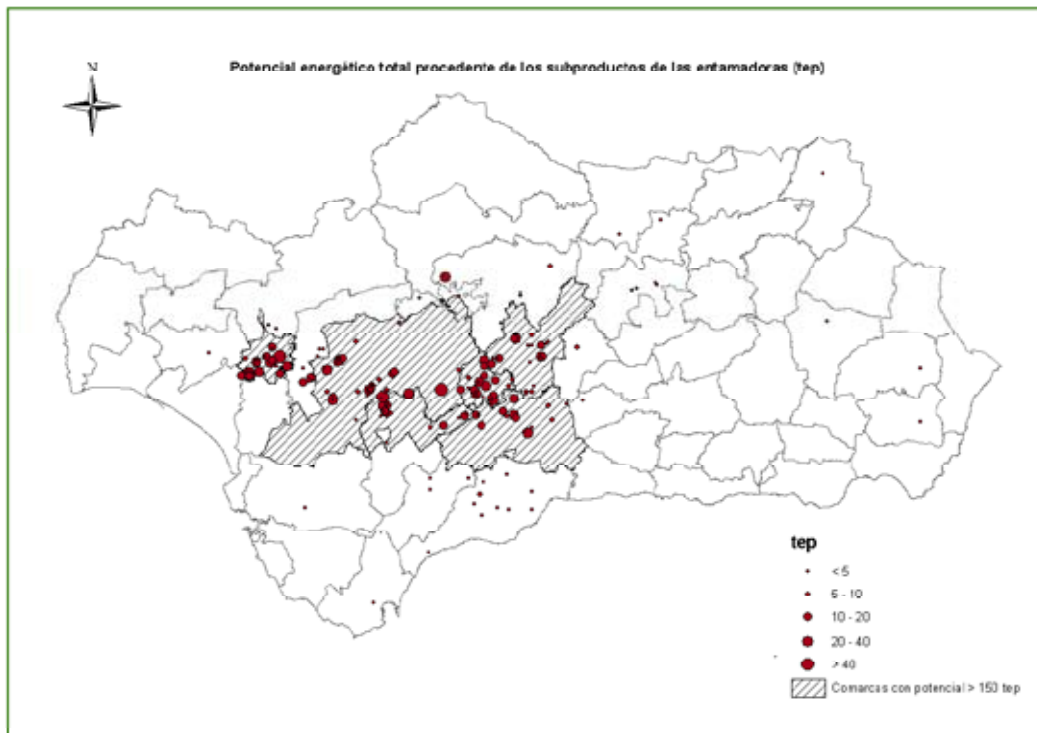 Potencial energético total procedente de los subproductos de las entamadoras (tep)
N
tep
< 5
6 - 10
10 - 20
20 - 40
> 40
Comarcas con potencial > 150 tep